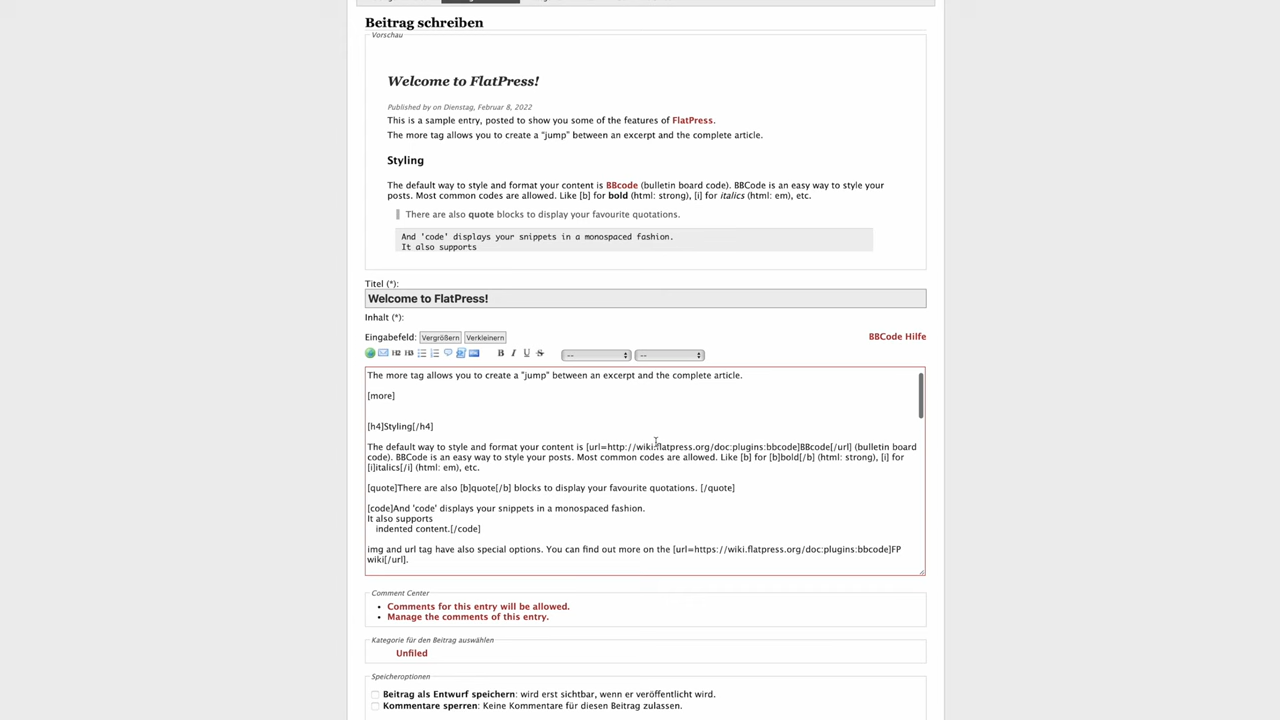 Beitrag schreiben
Vorschau
Welcome to FlatPress!
Published by on Dienstag, Februar 8, 2022
This is a sample entry, posted to show you some of the features of FlatPress.
The more tag allows you to create a "jump" between an excerpt and the complete article.
Styling
The default way to style and format your content is BBcode (bulletin board code). BBCode is an easy way to style your
posts. Most common codes are allowed. Like [b] for bold (html: strong), [i] for italics (html: em), etc.
There are also quote blocks to display your favourite quotations.
And 'code' displays your snippets in a monospaced fashion.
It also supports
Titel (*):
Welcome to FlatPress!
Inhalt (*):
Eingabefeld: Vergrößern Verkleinern BBCode Hilfe
H2 H3 B I U S -- --
The more tag allows you to create a "jump" between an excerpt and the complete article.
[more]
[h4]Styling[/h4]
The default way to style and format your content is [url=http://wiki.flatpress.org/doc:plugins:bbcode]BBcode[/url] (bulletin board
code). BBCode is an easy way to style your posts. Most common codes are allowed. Like [b] for [b]bold[/b] (html: strong), [i] for
[i]italics[/i] (html: em), etc.
[quote]There are also [b]quote[/b] blocks to display your favourite quotations. [/quote]
[code]And 'code' displays your snippets in a monospaced fashion.
It also supports
indented content.[/code]
img and url tag have also special options. You can find out more on the [url=https://wiki.flatpress.org/doc:plugins:bbcode]FP
wiki[/url].
Comment Center
Comments for this entry will be allowed.
Manage the comments of this entry.
Kategorie für den Beitrag auswählen
Unfiled
Speicheroptionen
Beitrag als Entwurf speichern: wird erst sichtbar, wenn er veröffentlicht wird.
Kommentare sperren: Keine Kommentare für diesen Beitrag zulassen.